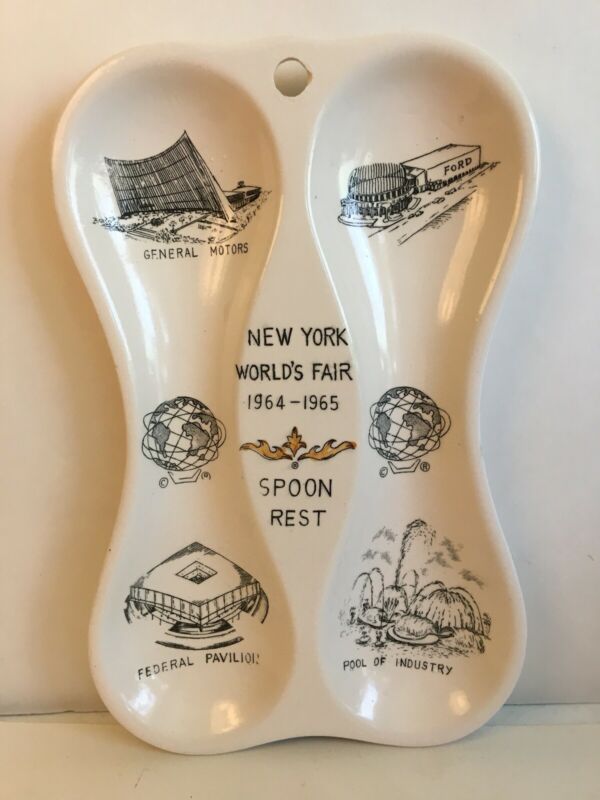 FORD
GENERAL MOTORS
NEW YORK
WORLD'S FAIR
1964-1965
© ®
© ®
®
SPOON
REST
FEDERAL PAVILION
POOL OF INDUSTRY